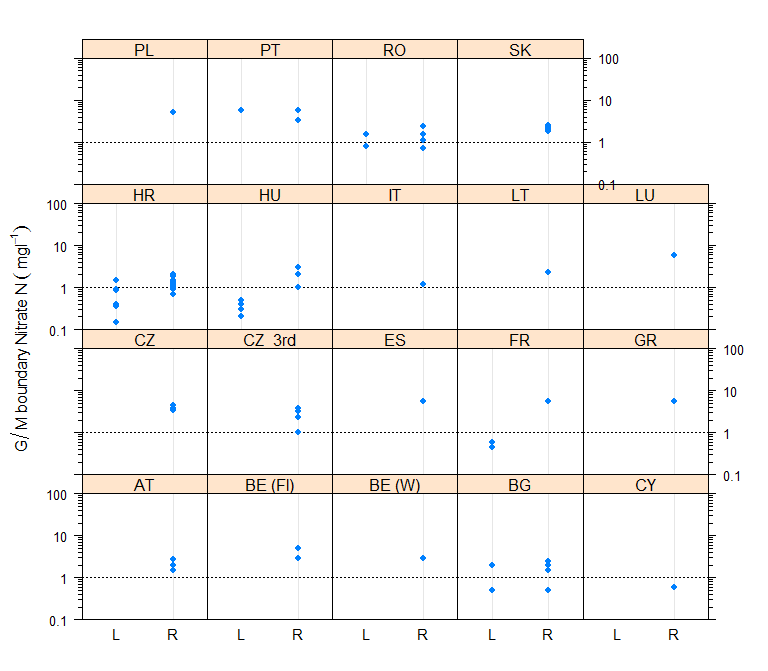 PL PT RO SK
100
10
1
0.1
HR HU IT LT LU
100
10
1
0.1
CZ CZ 3rd ES FR GR
100
10
1
0.1
AT BE (Fl) BE (W) BG CY
100
10
1
0.1
L R L R L R L R L R
G/ M boundary Nitrate N ( mgl⁻¹)